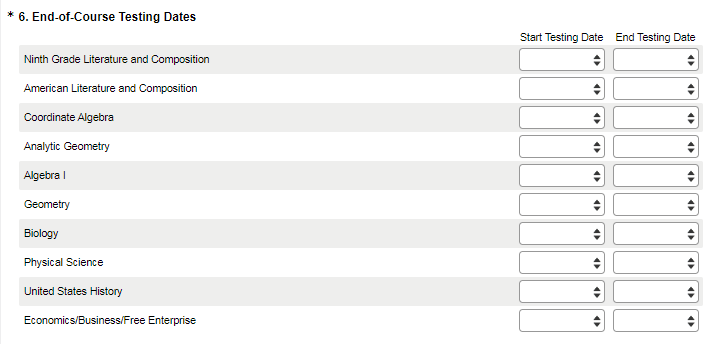 * 6. End-of-Course Testing Dates
Start Testing Date End Testing Date
Ninth Grade Literature and Composition
American Literature and Composition
Coordinate Algebra
Analytic Geometry
Algebra I
Geometry
Biology
Physical Science
United States History
Economics/Business/Free Enterprise